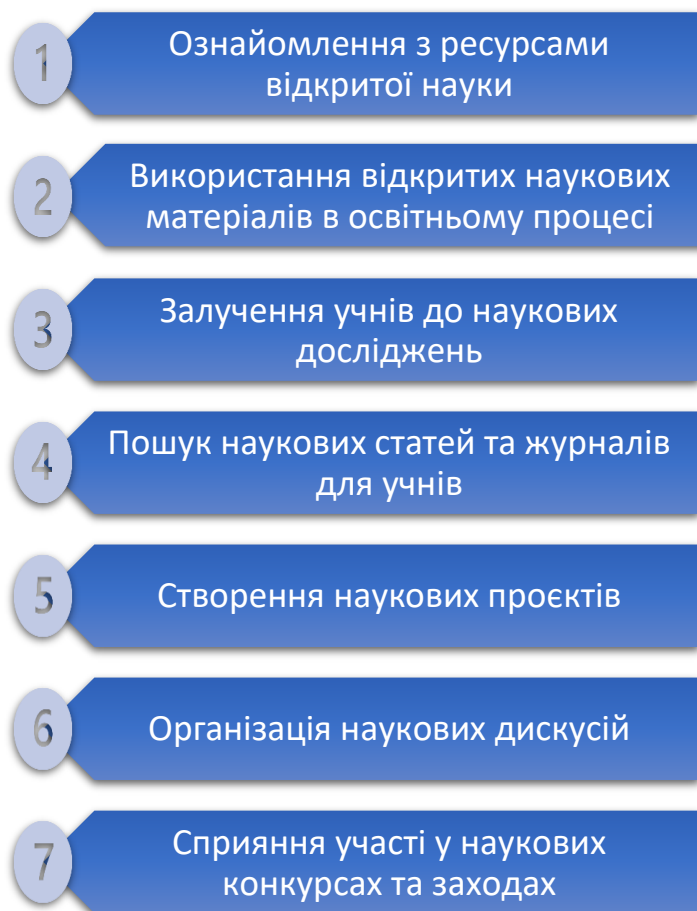 1
Ознайомлення з ресурсами
відкритої науки
2
Використання відкритих наукових
матеріалів в освітньому процесі
3
Залучення учнів до наукових
досліджень
4
Пошук наукових статей та журналів
для учнів
5
Створення наукових проєктів
6
Організація наукових дискусій
7
Сприяння участі у наукових
конкурсах та заходах